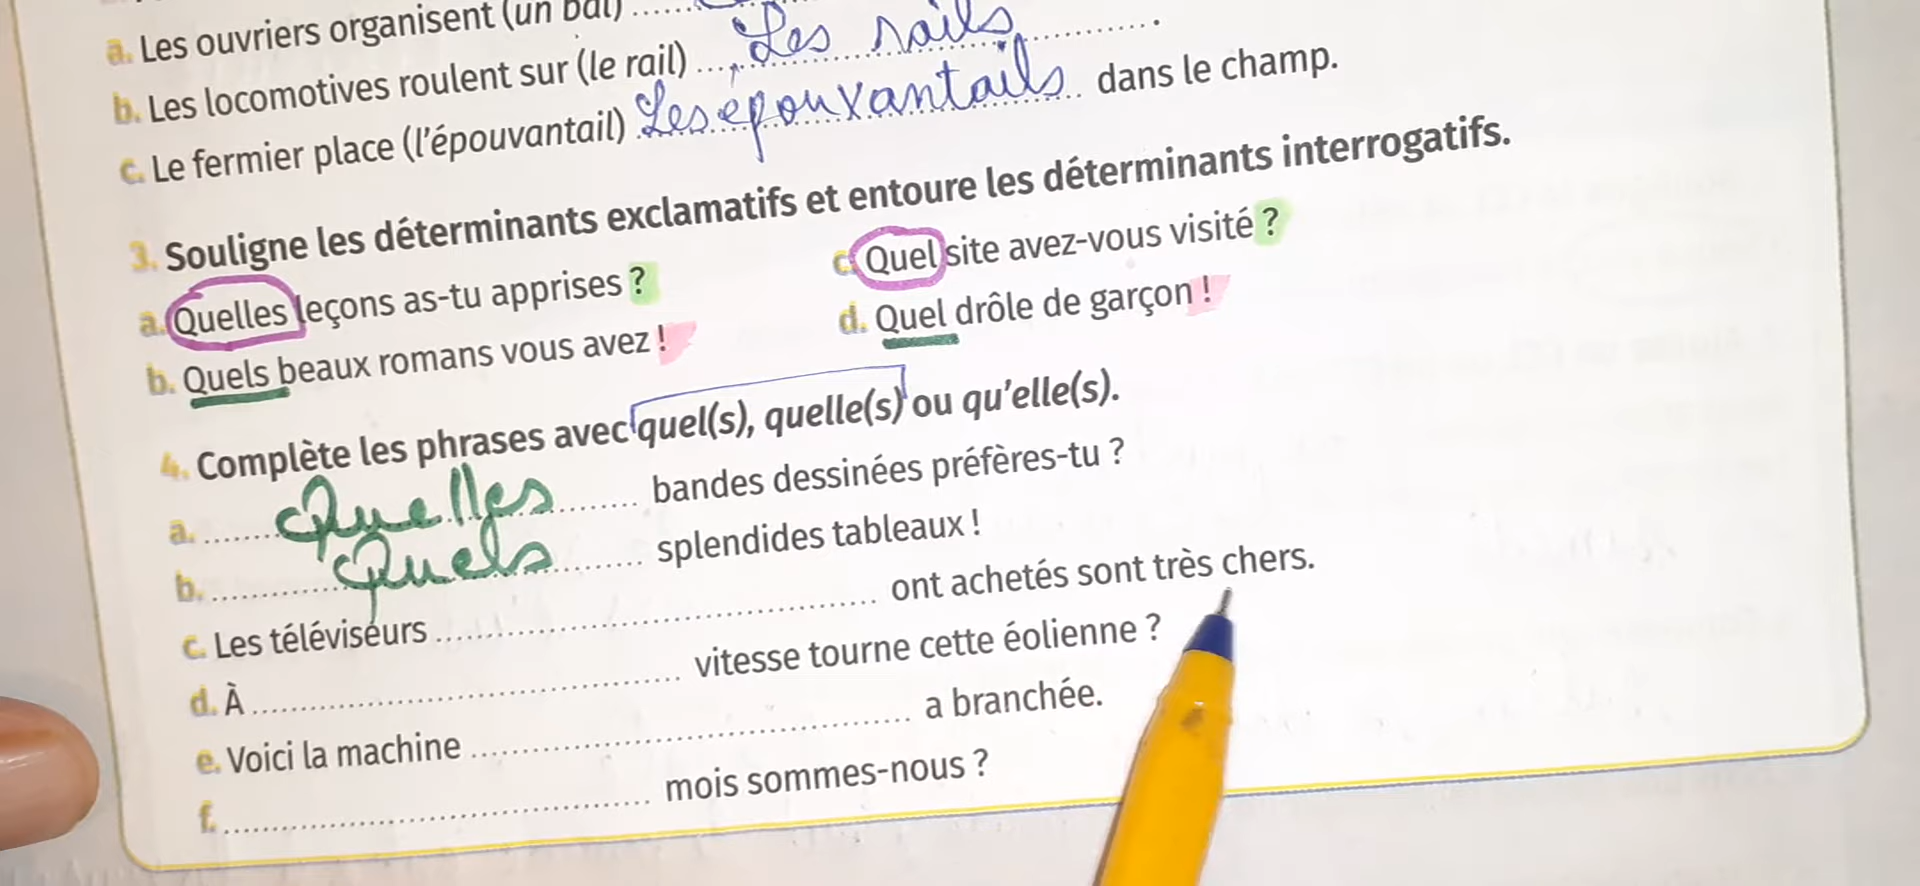 a. Les ouvriers organisent (un bal) ........
b. Les locomotives roulent sur (le rail) ... Les rails ............
c. Le fermier place (l'épouvantail) Les épouvantails dans le champ.
3. Souligne les déterminants exclamatifs et entoure les déterminants interrogatifs.
a. Quelles leçons as-tu apprises ?
b. Quels beaux romans vous avez !
c. Quel site avez-vous visité ?
d. Quel drôle de garçon !
4. Complète les phrases avec quel(s), quelle(s) ou qu'elle(s).
a. ........ Quelles ........ bandes dessinées préfères-tu ?
b. ............ Quels ........ splendides tableaux !
c. Les téléviseurs ........................ ont achetés sont très chers.
d. À ........................ vitesse tourne cette éolienne ?
e. Voici la machine ........................ a branchée.
f. ........................ mois sommes-nous ?